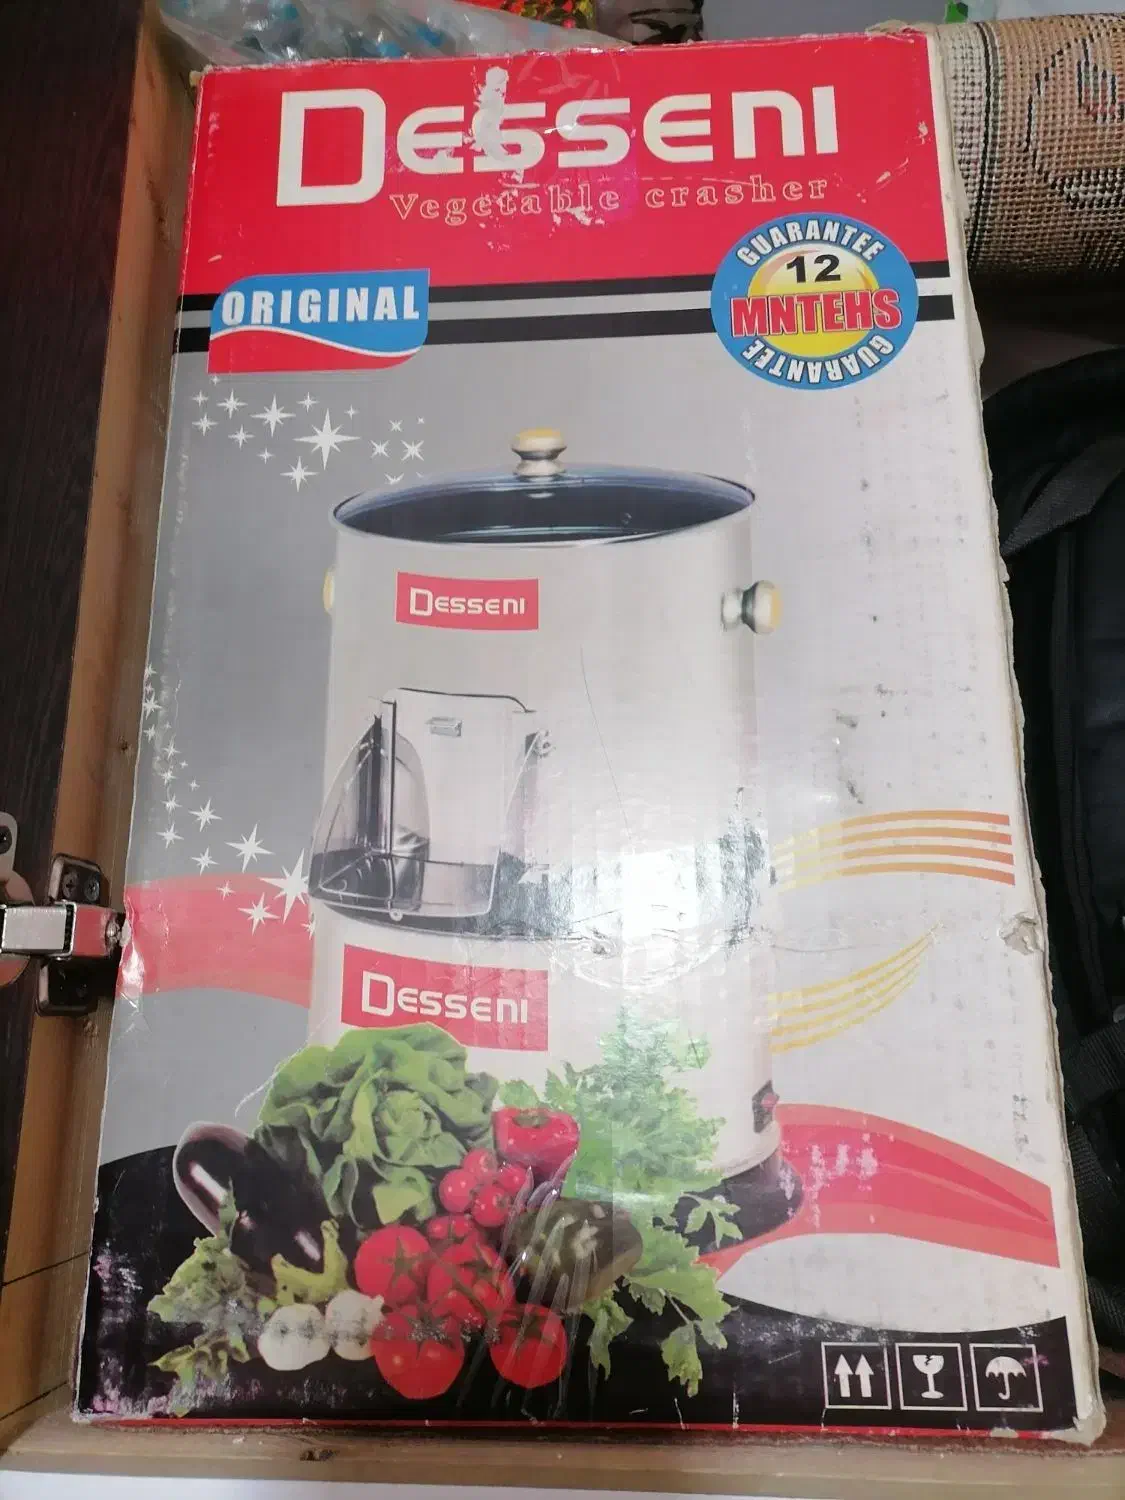 DESSENI
Vegetable crasher
ORIGINAL
GUARANTEE
12
MNTEHS
GUARANTEE
DESSENI
DESSENI